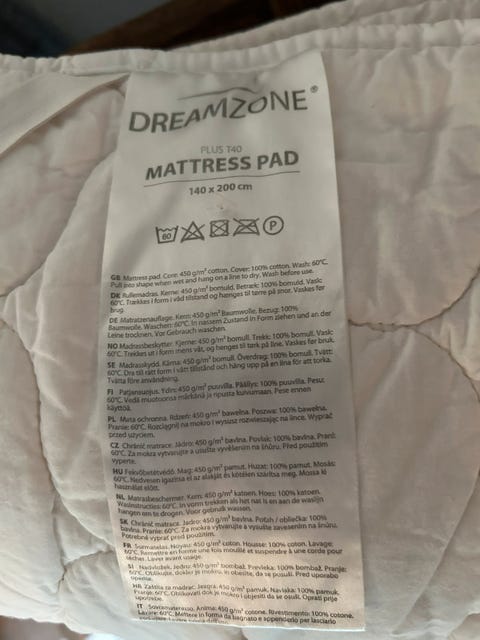 DREAMZONE®
PLUS T40
MATTRESS PAD
140 x 200 cm
60
P
GB Mattress pad. Core: 450 g/m² cotton. Cover: 100% cotton. Wash: 60°C.
Pull into shape when wet and hang on a line to dry. Wash before use.
DK Rullemadras. Kerne: 450 g/m² bomuld. Betræk: 100% bomuld. Vask:
60°C. Trækkes i form i våd tilstand og hænges til tørre på snor. Vaskes før
brug.
DE Matratzenauflage. Kern: 450 g/m² Baumwolle. Bezug: 100%
Baumwolle. Waschen: 60°C. In nassem Zustand in Form ziehen und an der
Leine trocknen. Vor Gebrauch waschen.
NO Madrassbeskytter. Kjerne: 450 g/m² bomull. Trekk: 100% bomull. Vask:
60°C. Trekkes ut i form mens våt, og henges til tørk på line. Vaskes før bruk.
SE Madrasskydd. Kärna: 450 g/m² bomull. Överdrag: 100% bomull. Tvätt:
60°C. Dra till rätt form i vått tillstånd och häng upp på en lina för att torka.
Tvätta före användning.
FI Patjansuojus. Ydin: 450 g/m² puuvilla. Päällys: 100% puuvilla. Pesu:
60°C. Vedä muotoonsa märkänä ja ripusta kuivumaan. Pese ennen
käyttöä.
PL Mata ochronna. Rdzeń: 450 g/m² bawełna. Poszwa: 100% bawełna.
Pranie: 60°C. Rozciągnij na mokro i wysusz rozwieszając na lince. Wyprać
przed użyciem.
CZ Chránič matrace. Jádro: 450 g/m² bavlna. Povlak: 100% bavlna. Praní:
60°C. Za mokra vytvarujte a usušte vyvěšením na šňůru. Před použitím
vyperte.
HU Fekvőbetétvédő. Mag: 450 g/m² pamut. Huzat: 100% pamut. Mosás:
60°C. Nedvesen igazítsa el az alakját és kötélen szárítsa meg. Mossa ki
használat előtt.
NL Matrasbeschermer. Kern: 450 g/m² katoen. Hoes: 100% katoen.
Wasinstructies: 60°C. In vorm trekken als het nat is en aan de waslijn
hangen om te drogen. Voor gebruik wassen.
SK Chránič matrace. Jadro: 450 g/m² bavlna. Poťah / obliečka: 100%
bavlna. Pranie: 60°C. Za mokra vytvarujte a usušte zavesením na šnúru.
Potrebné vyprať pred použitím.
FR Surmatelas. Noyau: 450 g/m² coton. Housse: 100% coton. Lavage:
60°C. Remettre en forme une fois mouillé et suspendre à une corde pour
séchage. Laver avant usage.
SI Nadvložek. Jedro: 450 g/m² bombaž. Prevleka: 100% bombaž. Pranje:
60°C. Oblikujte, dokler je mokro, in obesite, da se posuši. Pred uporabo
operite.
HR Zaštita za madrac. Jezgra: 450 g/m² pamuk. Navlaka: 100% pamuk.
Pranje: 60°C. Oblikovati dok je mokro i objesiti da se osuši. Oprati prije
upotrebe.
IT Sovramaterasso. Anima: 450 g/m² cotone. Rivestimento: 100% cotone.
Lavare: 60°C. Mettere in forma da bagnato e appenderlo per lasciarlo